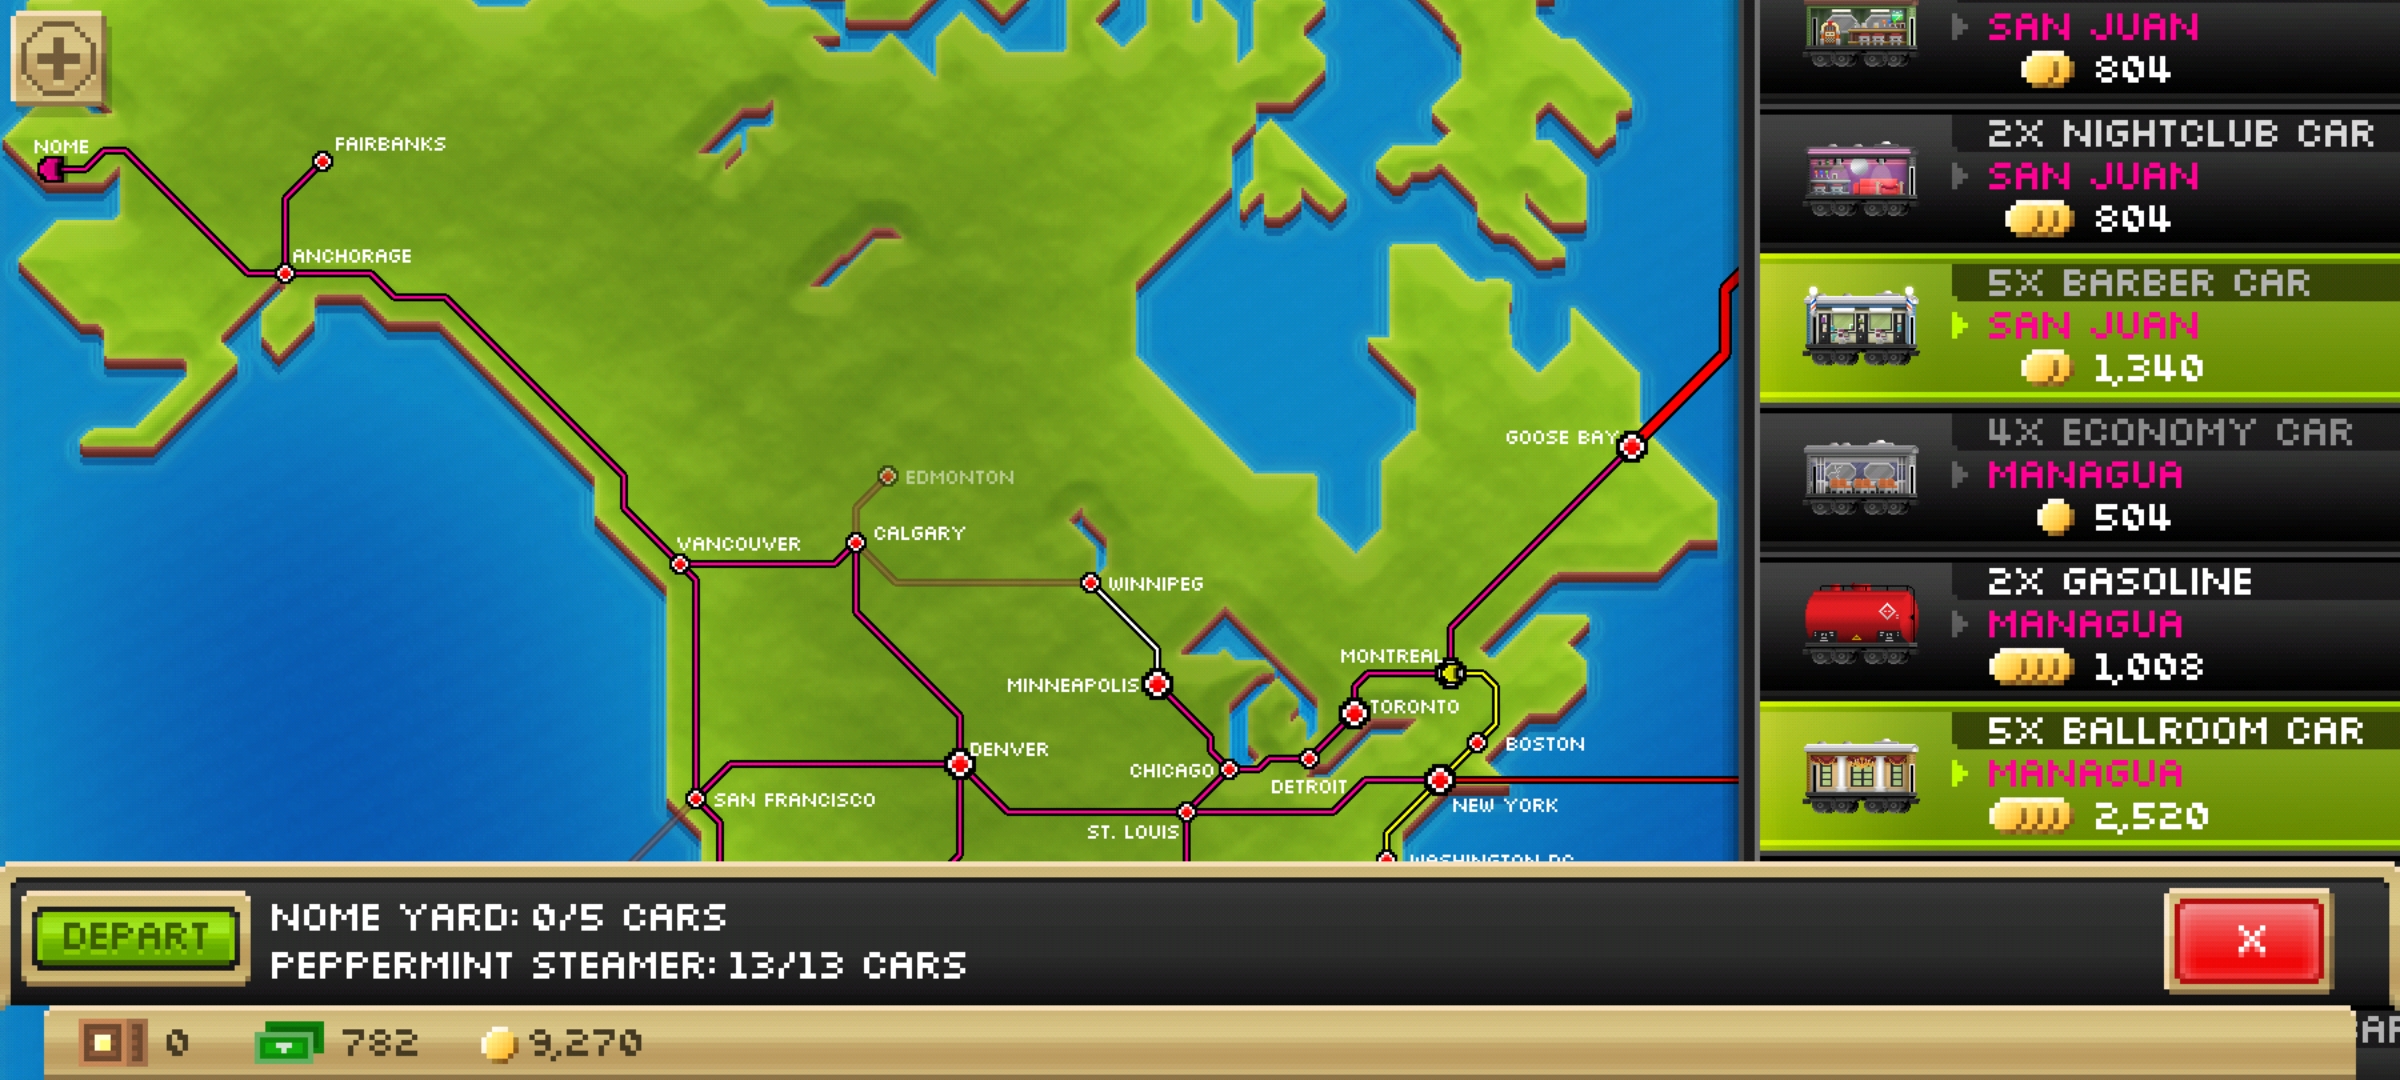 NOME
FAIRBANKS
ANCHORAGE
EDMONTON
CALGARY
VANCOUVER
WINNIPEG
GOOSE BAY
MONTREAL
MINNEAPOLIS
TORONTO
BOSTON
DENVER
CHICAGO
DETROIT
SAN FRANCISCO
NEW YORK
ST. LOUIS
WASHINGTON DC
SAN JUAN
804
2X NIGHTCLUB CAR
SAN JUAN
804
5X BARBER CAR
SAN JUAN
1,340
4X ECONOMY CAR
MANAGUA
504
2X GASOLINE
MANAGUA
1,008
5X BALLROOM CAR
MANAGUA
2,520
DEPART
NOME YARD: 0/5 CARS
PEPPERMINT STEAMER: 13/13 CARS
X
0
782
9,270